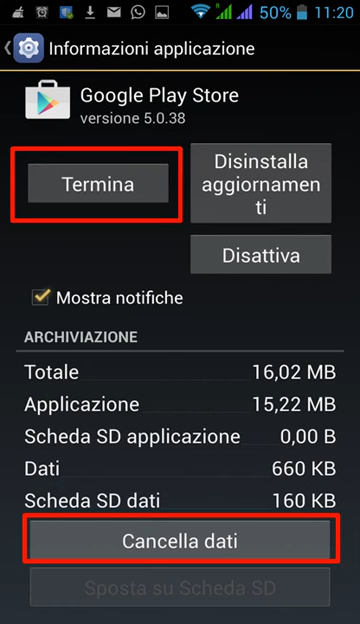 50% 11:20
Informazioni applicazione
Google Play Store
versione 5.0.38
Termina
Disinstalla
aggiornamen
ti
Disattiva
Mostra notifiche
ARCHIVIAZIONE
Totale 16,02 MB
Applicazione 15,22 MB
Scheda SD applicazione 0,00 B
Dati 660 KB
Scheda SD dati 160 KB
Cancella dati
Sposta su Scheda SD